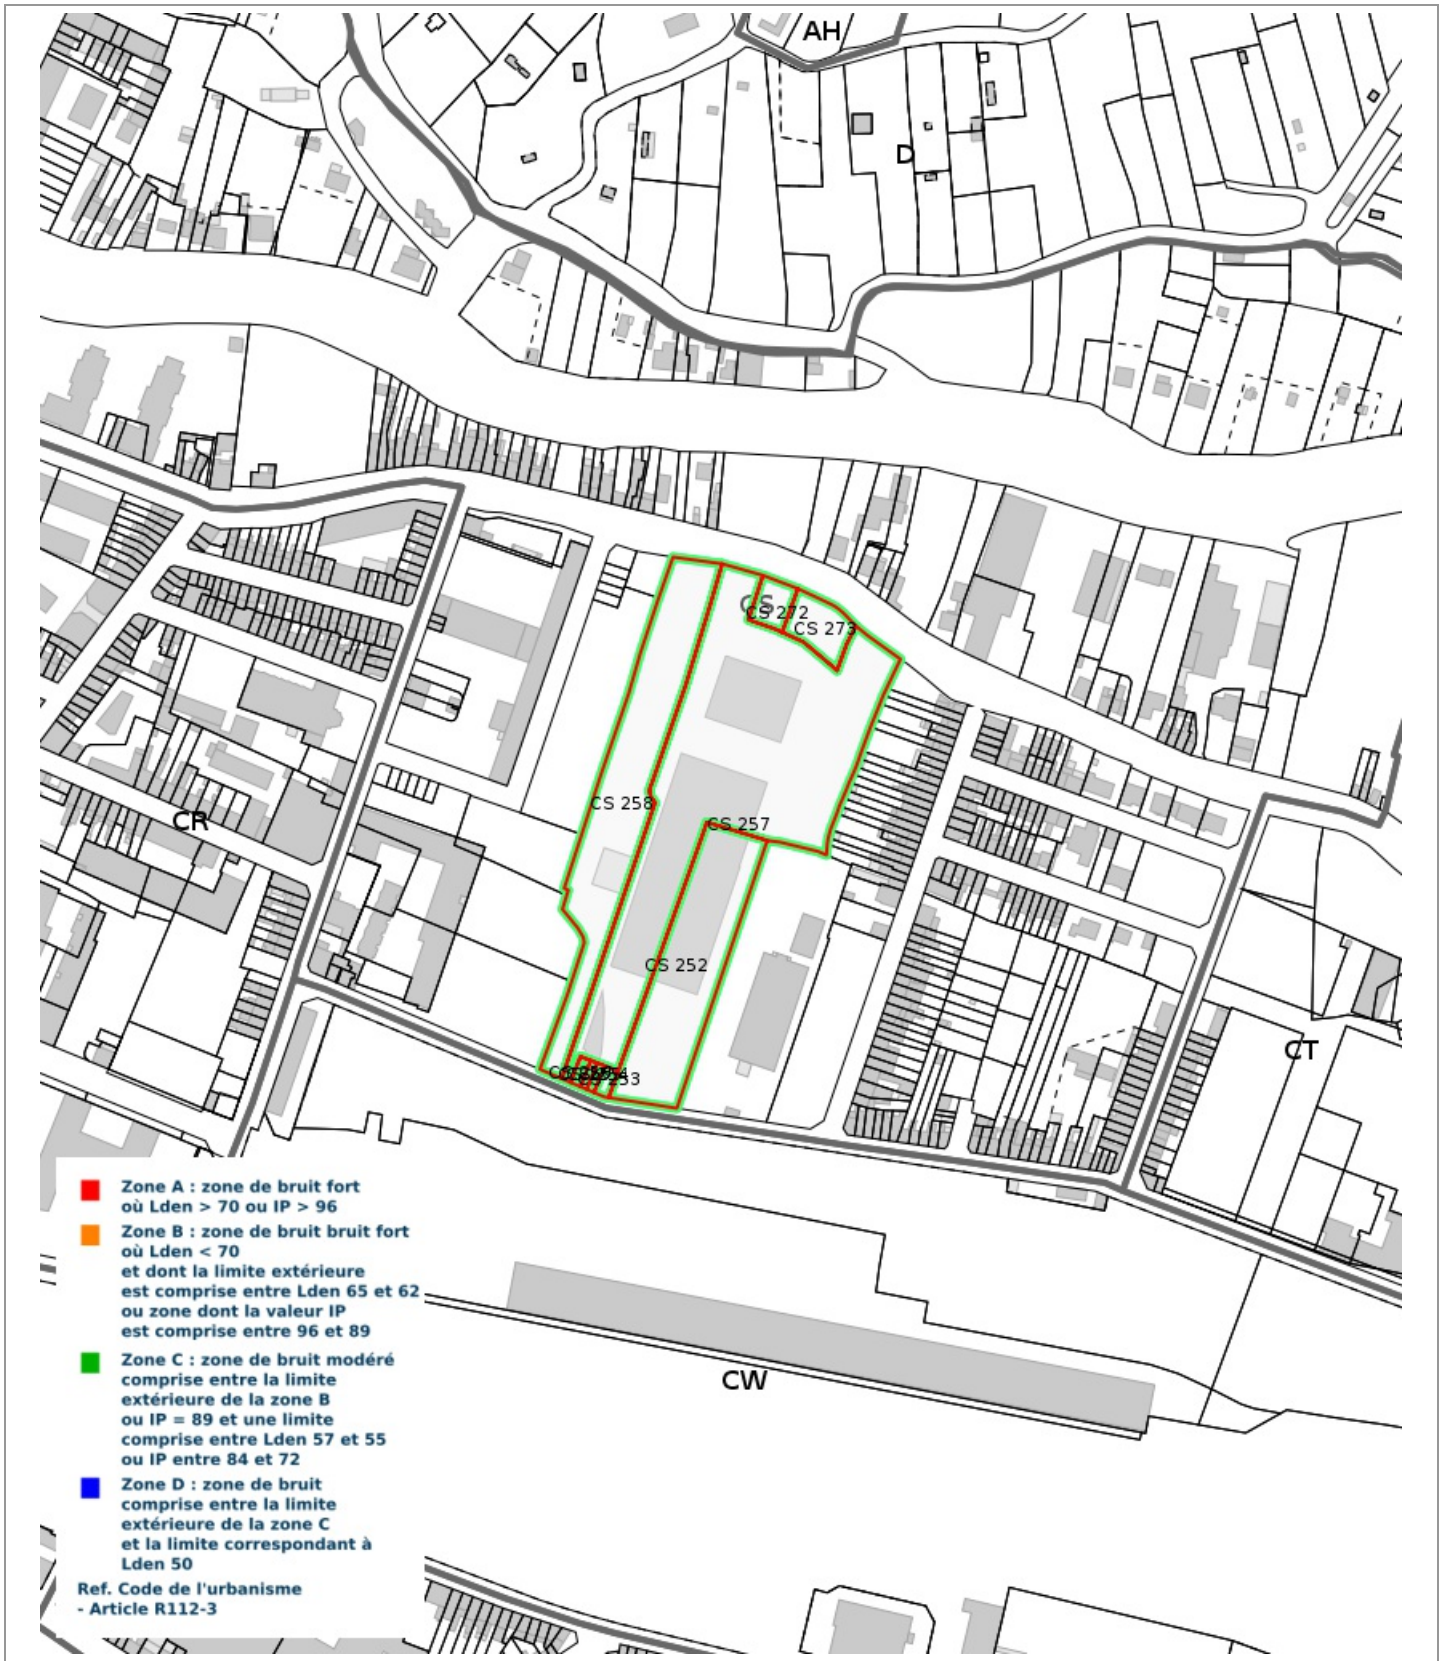 AH
D
CS
CS 272
CS 273
CS 258
CS 257
CR
CS 252
CT
CS 253
Zone A : zone de bruit fort
où Lden > 70 ou IP > 96
Zone B : zone de bruit bruit fort
où Lden < 70
et dont la limite extérieure
est comprise entre Lden 65 et 62
ou zone dont la valeur IP
est comprise entre 96 et 89
Zone C : zone de bruit modéré
comprise entre la limite
extérieure de la zone B
ou IP = 89 et une limite
comprise entre Lden 57 et 55
ou IP entre 84 et 72
CW
Zone D : zone de bruit
comprise entre la limite
extérieure de la zone C
et la limite correspondant à
Lden 50
Ref. Code de l'urbanisme
- Article R112-3